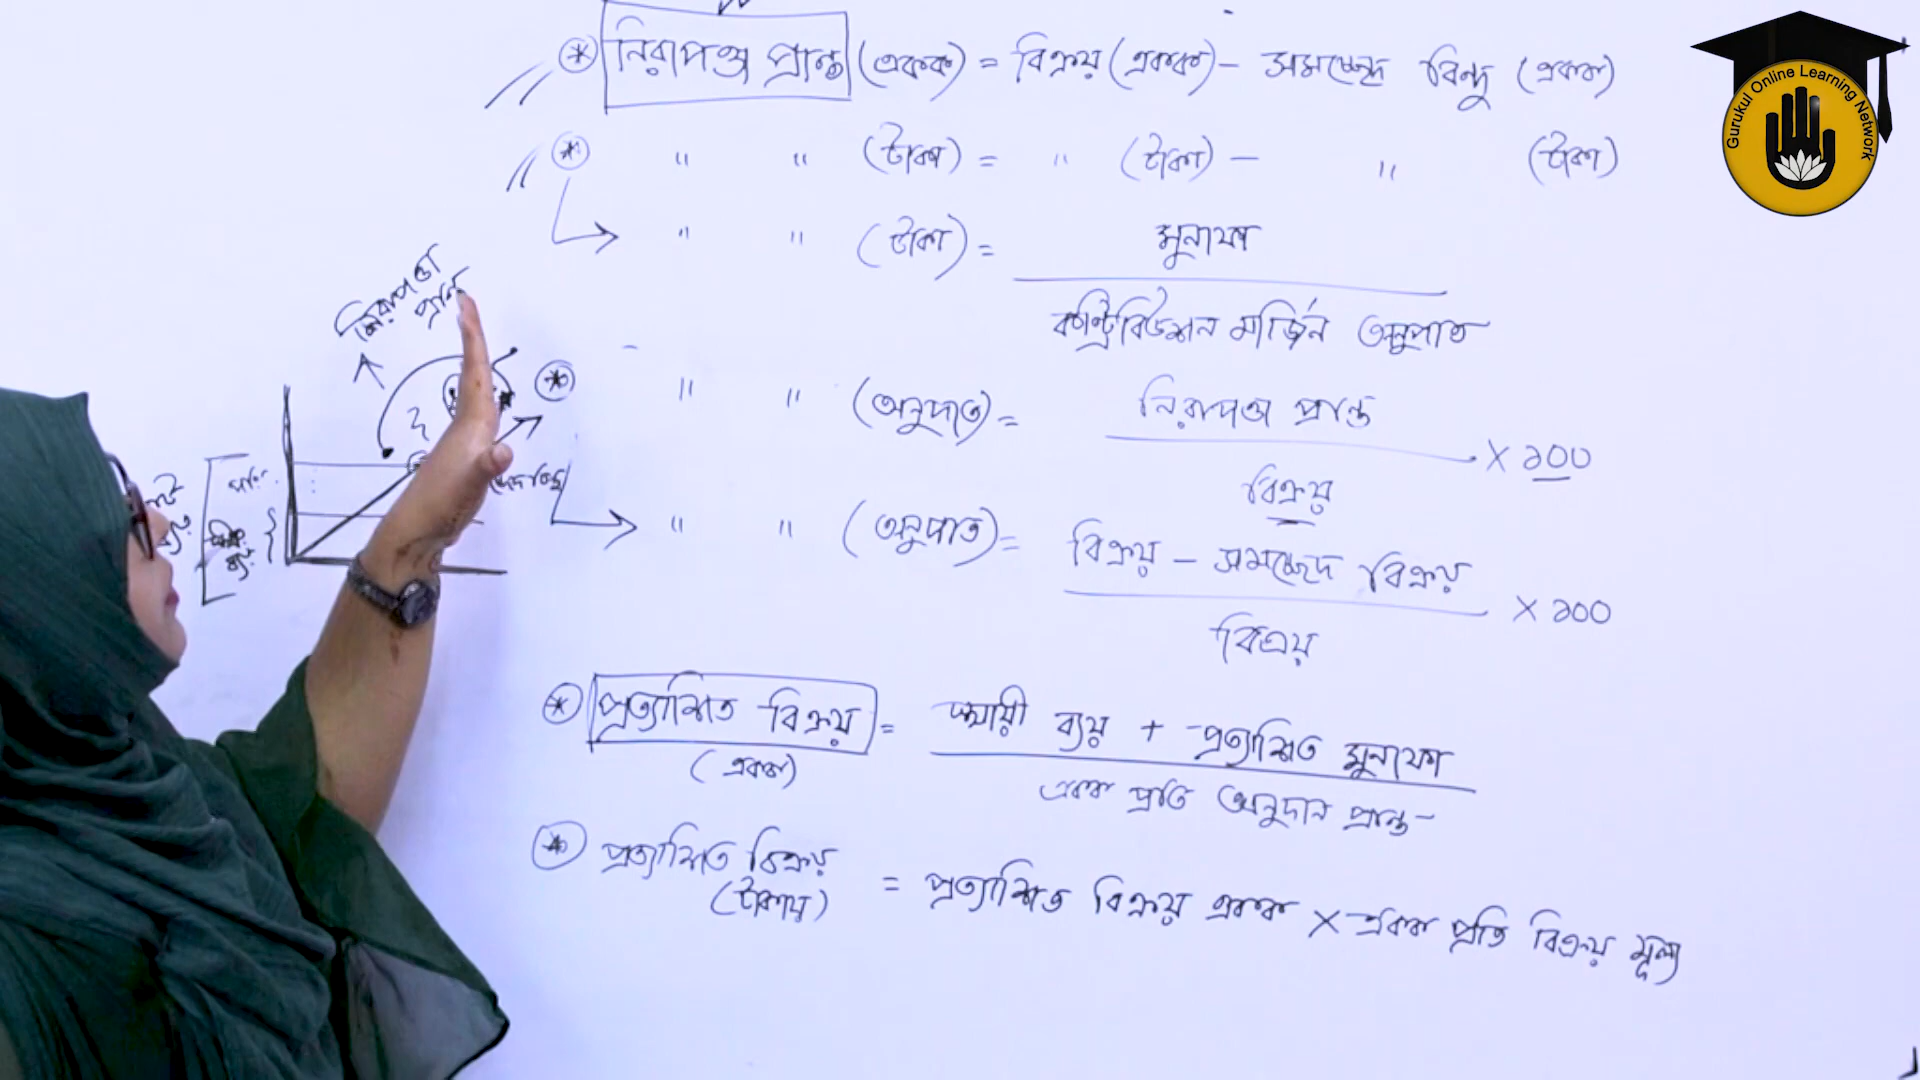 নিরাপত্তা প্রান্ত (একক) = বিক্রয় (একক) - সমচ্ছেদ বিন্দু (একক)
" " (টাকা) = " (টাকা) - " (টাকা)
" " (টাকা) = মুনাফা
কন্ট্রিবিউশন মার্জিন অনুপাত
" " (অনুপাত) = নিরাপত্তা প্রান্ত × ১০০
বিক্রয়
" " (অনুপাত) = বিক্রয় - সমচ্ছেদ বিক্রয় × ১০০
বিক্রয়
প্রত্যাশিত বিক্রয় = স্থায়ী ব্যয় + প্রত্যাশিত মুনাফা
(একক) একক প্রতি অনুদান প্রান্ত
প্রত্যাশিত বিক্রয় (টাকায়) = প্রত্যাশিত বিক্রয় একক × একক প্রতি বিক্রয় মূল্য
নিরাপত্তা
প্রান্ত
Gurukul Online Learning Network